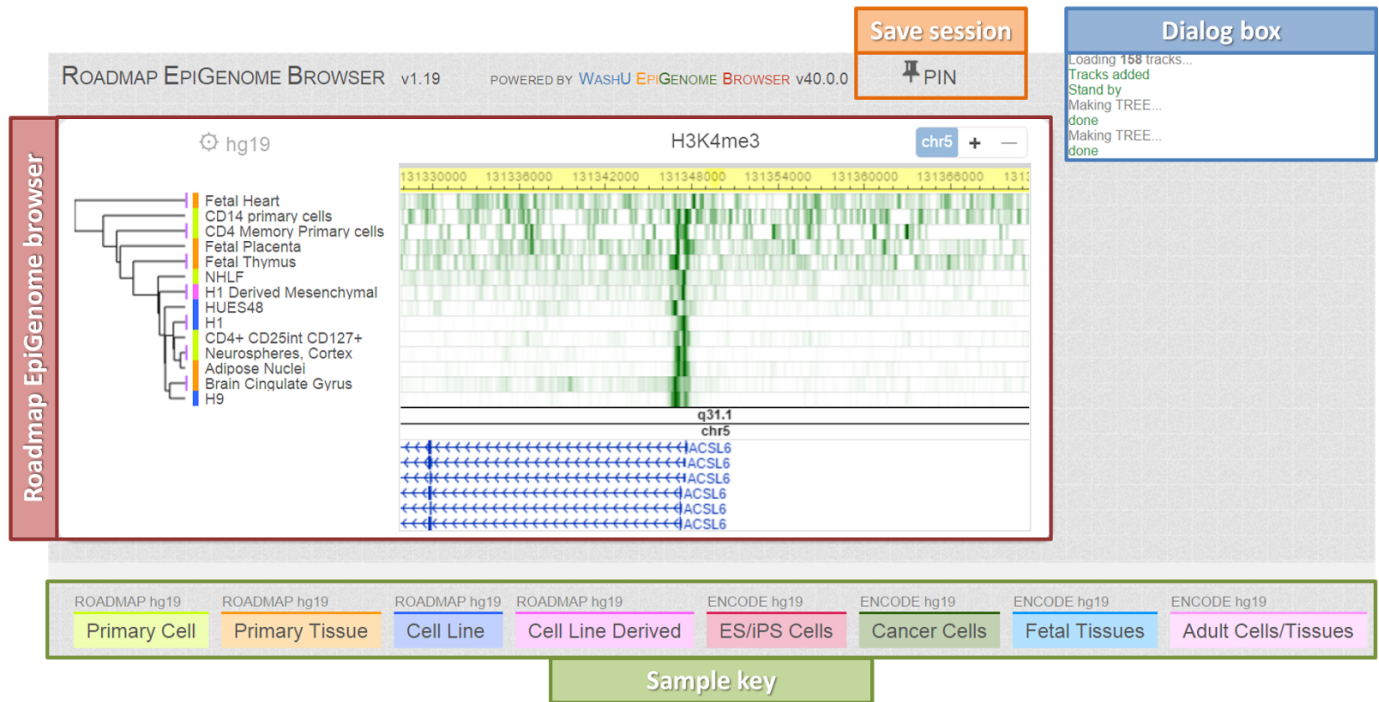 Save session
Dialog box
ROADMAP EPIGENOME BROWSER v1.19
POWERED BY WASHU EPIGENOME BROWSER v40.0.0
PIN
Loading 158 tracks...
Tracks added
Stand by
Making TREE...
done
Making TREE...
done
Roadmap EpiGenome browser
hg19
H3K4me3
chr5 + —
131330000 131336000 131342000 131348000 131354000 131360000 131366000 1313
Fetal Heart
CD14 primary cells
CD4 Memory Primary cells
Fetal Placenta
Fetal Thymus
NHLF
H1 Derived Mesenchymal
HUES48
H1
CD4+ CD25int CD127+
Neurospheres, Cortex
Adipose Nuclei
Brain Cingulate Gyrus
H9
q31.1
chr5
ACSL6
ACSL6
ACSL6
ACSL6
ACSL6
ACSL6
ROADMAP hg19 ROADMAP hg19 ROADMAP hg19 ROADMAP hg19 ENCODE hg19 ENCODE hg19 ENCODE hg19 ENCODE hg19
Primary Cell Primary Tissue Cell Line Cell Line Derived ES/iPS Cells Cancer Cells Fetal Tissues Adult Cells/Tissues
Sample key